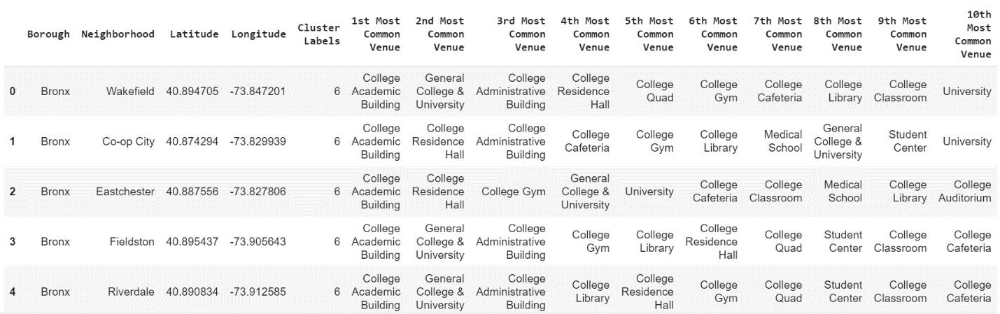 Borough Neighborhood Latitude Longitude Cluster Labels 1st Most Common Venue 2nd Most Common Venue 3rd Most Common Venue 4th Most Common Venue 5th Most Common Venue 6th Most Common Venue 7th Most Common Venue 8th Most Common Venue 9th Most Common Venue 10th Most Common Venue
0 Bronx Wakefield 40.894705 -73.847201 6 College Academic Building General College & University College Administrative Building College Residence Hall College Quad College Gym College Cafeteria College Library College Classroom University
1 Bronx Co-op City 40.874294 -73.829939 6 College Academic Building College Residence Hall College Administrative Building College Cafeteria College Gym College Library Medical School General College & University Student Center University
2 Bronx Eastchester 40.887556 -73.827806 6 College Academic Building College Residence Hall College Gym General College & University University College Cafeteria College Classroom Medical School College Library College Auditorium
3 Bronx Fieldston 40.895437 -73.905643 6 College Academic Building General College & University College Administrative Building College Gym College Library College Residence Hall College Quad Student Center College Classroom College Cafeteria
4 Bronx Riverdale 40.890834 -73.912585 6 College Academic Building General College & University College Administrative Building College Library College Residence Hall College Gym College Quad Student Center College Classroom College Cafeteria